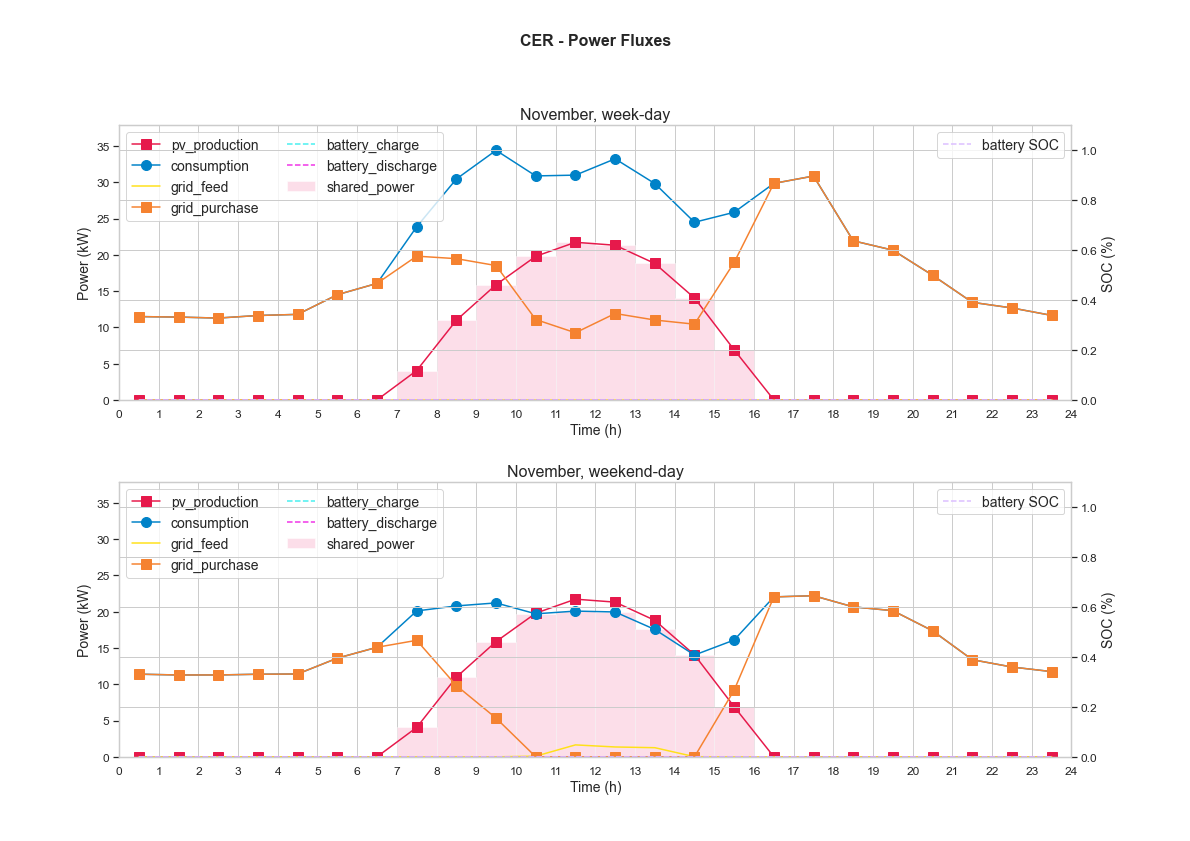 CER - Power Fluxes
November, week-day
pv_production
consumption
grid_feed
grid_purchase
battery_charge
battery_discharge
shared_power
battery SOC
Power (kW)
35
30
25
20
15
10
5
0
SOC (%)
1.0
0.8
0.6
0.4
0.2
0.0
0 1 2 3 4 5 6 7 8 9 10 11 12 13 14 15 16 17 18 19 20 21 22 23 24
Time (h)
November, weekend-day
pv_production
consumption
grid_feed
grid_purchase
battery_charge
battery_discharge
shared_power
battery SOC
Power (kW)
35
30
25
20
15
10
5
0
SOC (%)
1.0
0.8
0.6
0.4
0.2
0.0
0 1 2 3 4 5 6 7 8 9 10 11 12 13 14 15 16 17 18 19 20 21 22 23 24
Time (h)